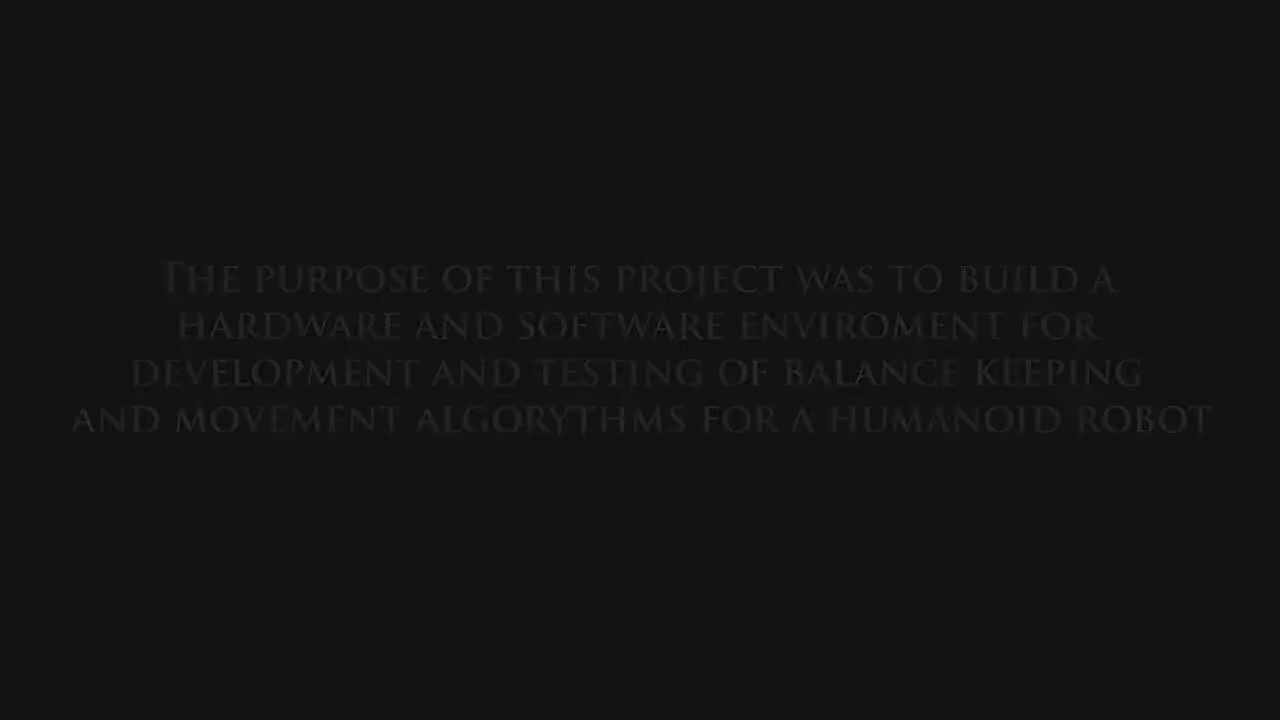 THE PURPOSE OF THIS PROJECT WAS TO BUILD A
HARDWARE AND SOFTWARE ENVIROMENT FOR
DEVELOPMENT AND TESTING OF BALANCE KEEPING
AND MOVEMENT ALGORYTHMS FOR A HUMANOID ROBOT